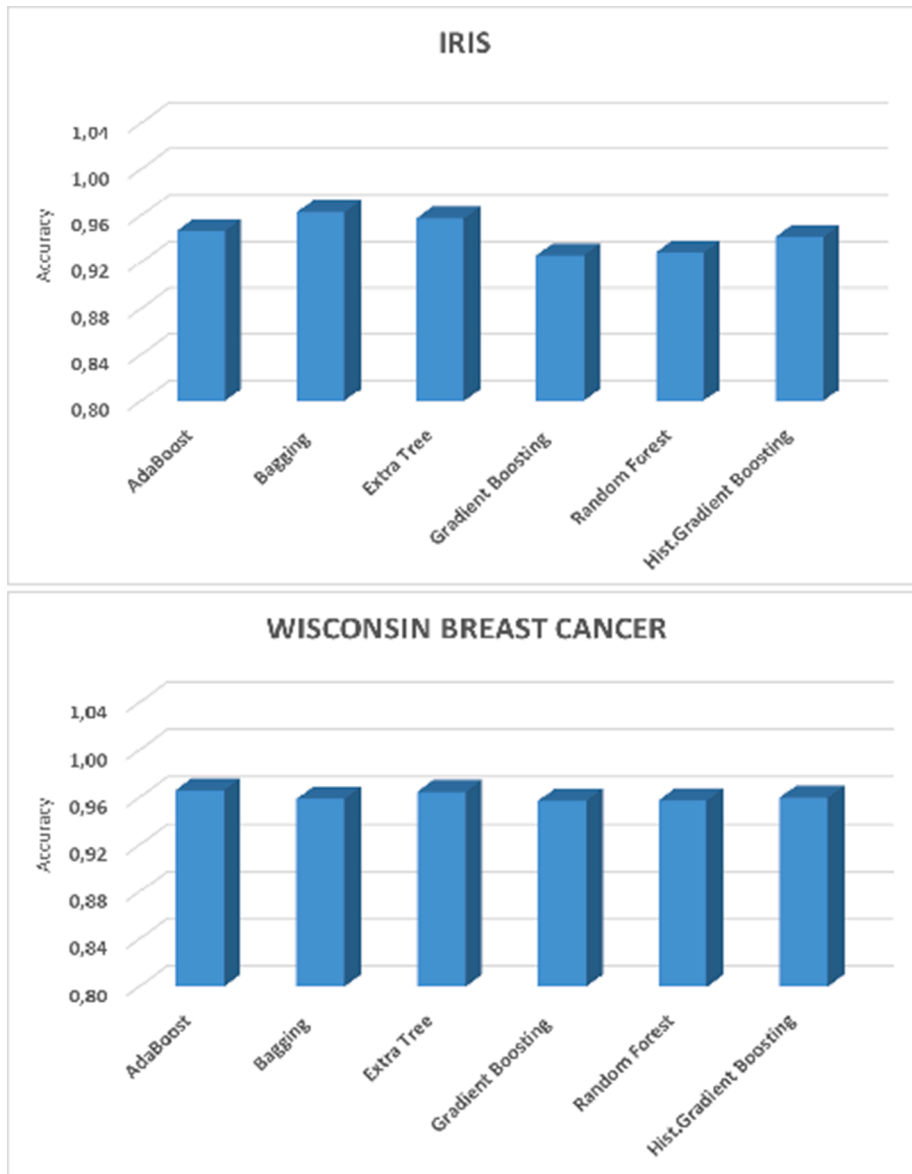 IRIS
1,04
1,00
0,96
0,92
0,88
0,84
0,80
Accuracy
AdaBoost
Bagging
Extra Tree
Gradient Boosting
Random Forest
Hist.Gradient Boosting
WISCONSIN BREAST CANCER
1,04
1,00
0,96
0,92
0,88
0,84
0,80
Accuracy
AdaBoost
Bagging
Extra Tree
Gradient Boosting
Random Forest
Hist.Gradient Boosting